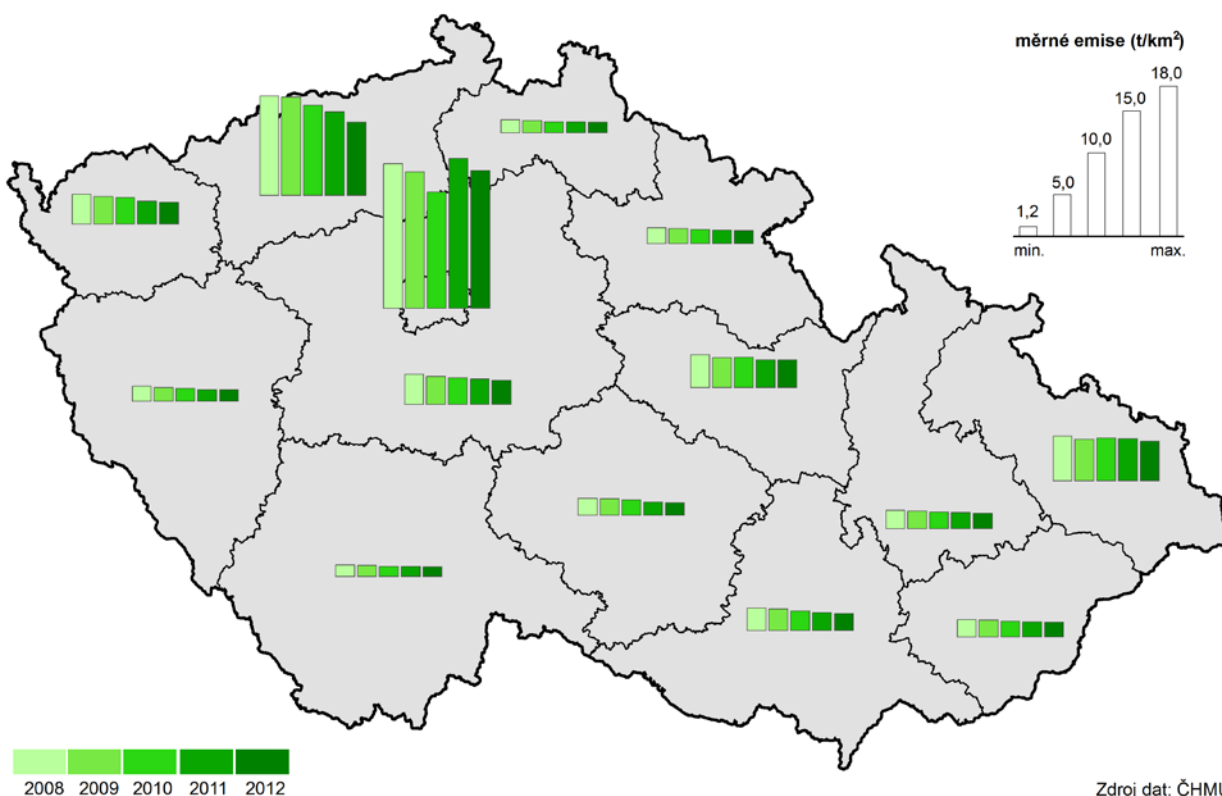 měrné emise (t/km²)
18,0
15,0
10,0
5,0
1,2
min. max.
2008 2009 2010 2011 2012
Zdroj dat: ČHMU